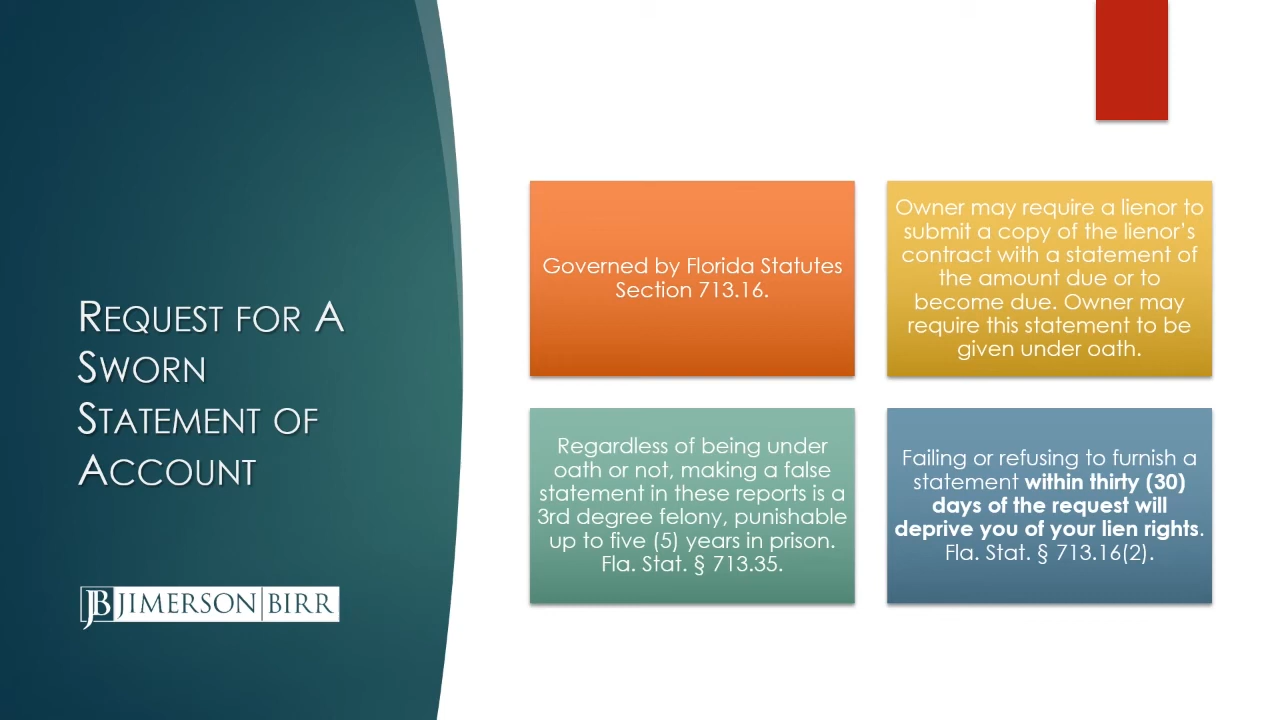 REQUEST FOR A
SWORN
STATEMENT OF
ACCOUNT
JB JIMERSON BIRR
Governed by Florida Statutes
Section 713.16.
Owner may require a lienor to
submit a copy of the lienor’s
contract with a statement of
the amount due or to
become due. Owner may
require this statement to be
given under oath.
Regardless of being under
oath or not, making a false
statement in these reports is a
3rd degree felony, punishable
up to five (5) years in prison.
Fla. Stat. § 713.35.
Failing or refusing to furnish a
statement within thirty (30)
days of the request will
deprive you of your lien rights.
Fla. Stat. § 713.16(2).